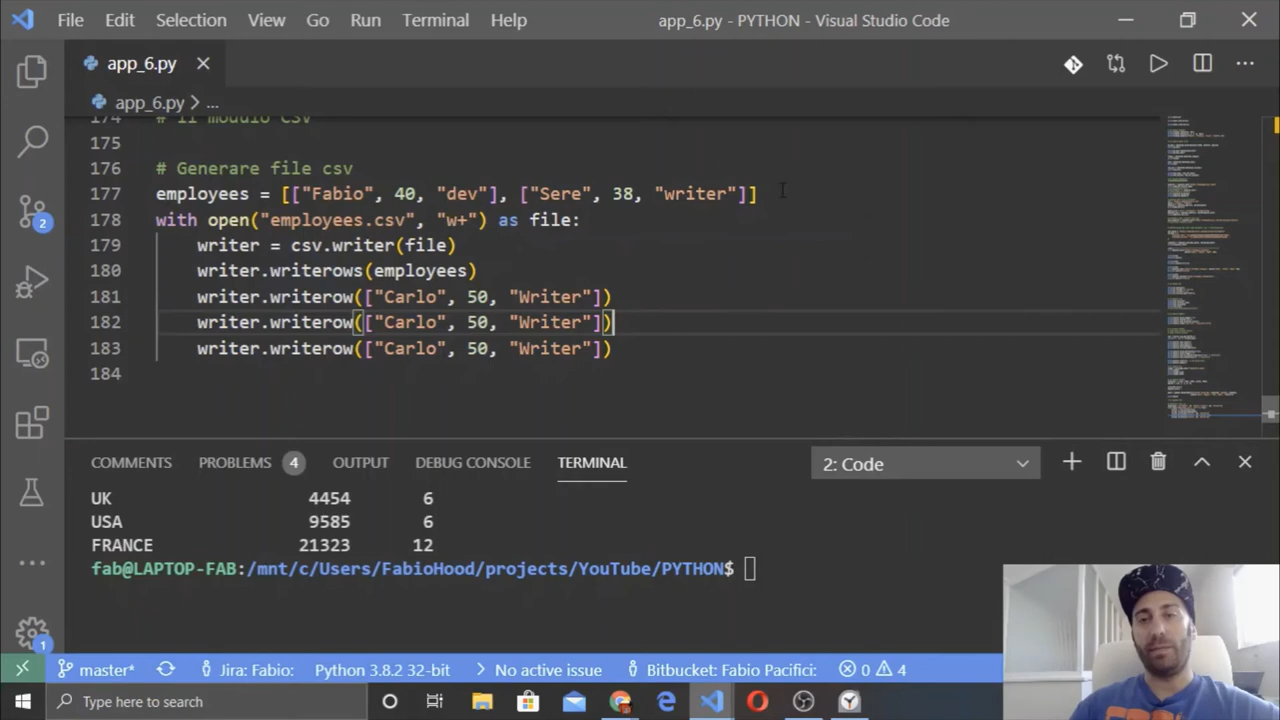 File Edit Selection View Go Run Terminal Help app_6.py - PYTHON - Visual Studio Code
app_6.py
app_6.py > ...
174 # Il modulo CSV
175
176 # Generare file csv
177 employees = [["Fabio", 40, "dev"], ["Sere", 38, "writer"]]
178 with open("employees.csv", "w+") as file:
179 writer = csv.writer(file)
180 writer.writerows(employees)
181 writer.writerow(["Carlo", 50, "Writer"])
182 writer.writerow(["Carlo", 50, "Writer"])
183 writer.writerow(["Carlo", 50, "Writer"])
184
2
COMMENTS PROBLEMS 4 OUTPUT DEBUG CONSOLE TERMINAL 2: Code
UK 4454 6
USA 9585 6
FRANCE 21323 12
fab@LAPTOP-FAB:/mnt/c/Users/FabioHood/projects/YouTube/PYTHON$
1
master* Jira: Fabio: Python 3.8.2 32-bit No active issue Bitbucket: Fabio Pacifici: 0 4
Type here to search